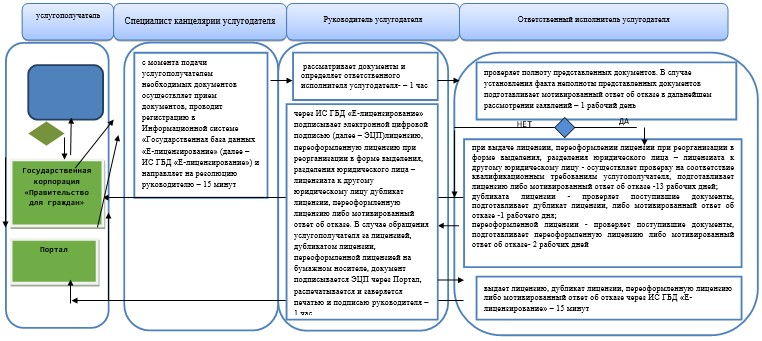 услугополучатель
Специалист канцелярии услугодателя
Руководитель услугодателя
Ответственный исполнитель услугодателя
Государственная
корпорация
«Правительство
для граждан»
Портал
с момента подачи
услугополучателем
необходимых документов
осуществляет прием
документов, проводит
регистрацию в
Информационной системе
«Государственная база данных
«Е-лицензирование» (далее –
ИС ГБД «Е-лицензирование») и
направляет на резолюцию
руководителю – 15 минут
рассматривает документы и
определяет ответственного
исполнителя услугодателя- – 1 час
через ИС ГБД «Е-лицензирование»
подписывает электронной цифровой
подписью (далее – ЭЦП)лицензию,
переоформленную лицензию при
реорганизации в форме выделения,
разделения юридического лица –
лицензиата к другому
юридическому лицу дубликат
лицензии, переоформленную
лицензию либо мотивированный
ответ об отказе. В случае обращения
услугополучателя за лицензией,
дубликатом лицензии,
переоформленной лицензией на
бумажном носителе, документ
подписывается ЭЦП через Портал,
распечатывается и заверяется
печатью и подписью руководителя –
1 час
проверяет полноту представленных документов. В случае
установления факта неполноты представленных документов
подготавливает мотивированный ответ об отказе в дальнейшем
рассмотрении заявления – 1 рабочий день
НЕТ
ДА
при выдаче лицензии, переоформлении лицензии при реорганизации в
форме выделения, разделения юридического лица – лицензиата к
другому юридическому лицу - осуществляет проверку на соответствие
квалификационным требованиям услугополучателя, подготавливает
лицензию либо мотивированный ответ об отказе -13 рабочих дней;
дубликата лицензии - проверяет поступившие документы,
подготавливает дубликат лицензии, либо мотивированный ответ об
отказе -1 рабочего дня;
переоформленной лицензии - проверяет поступившие документы,
подготавливает переоформленную лицензию либо мотивированный
ответ об отказе- 2 рабочих дней
выдает лицензию, дубликат лицензии, переоформленную лицензию
либо мотивированный ответ об отказе через ИС ГБД «Е-
лицензирование» – 15 минут